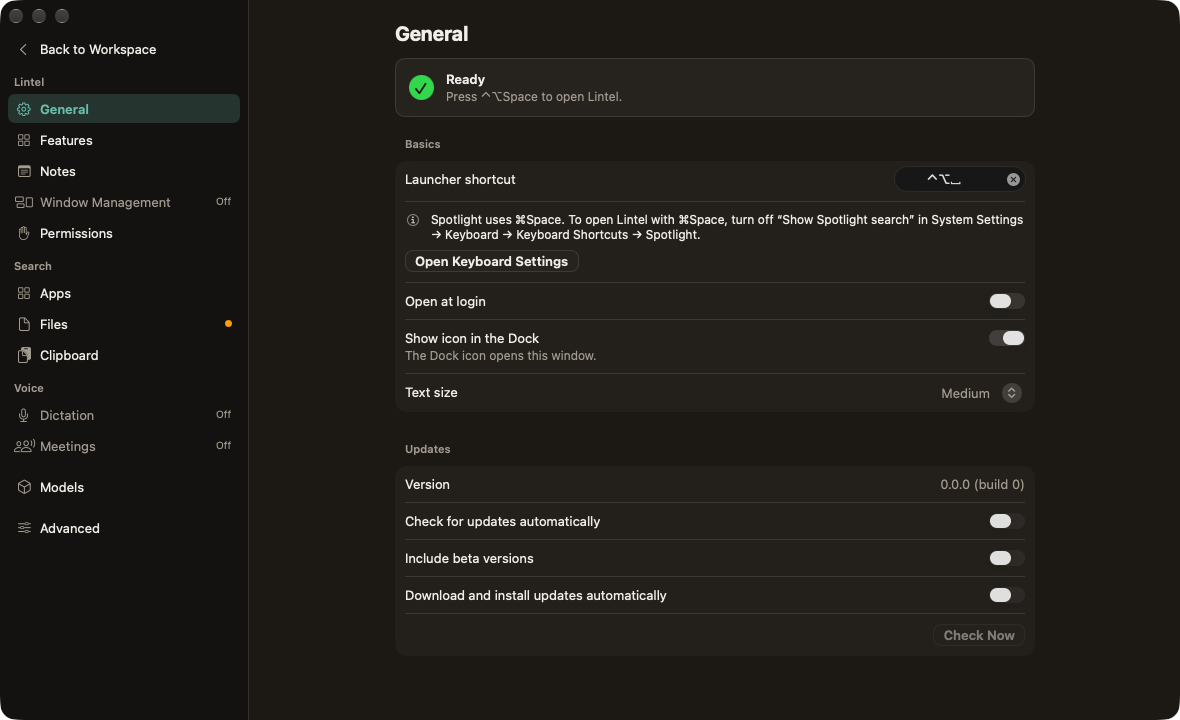 Back to Workspace
Lintel
General
Features
Notes
Window Management Off
Permissions
Search
Apps
Files
Clipboard
Voice
Dictation Off
Meetings Off
Models
Advanced
General
Ready
Press ⌃⌥Space to open Lintel.
Basics
Launcher shortcut ⌃⌥⎵
Spotlight uses ⌘Space. To open Lintel with ⌘Space, turn off “Show Spotlight search” in System Settings
→ Keyboard → Keyboard Shortcuts → Spotlight.
Open Keyboard Settings
Open at login
Show icon in the Dock
The Dock icon opens this window.
Text size Medium
Updates
Version 0.0.0 (build 0)
Check for updates automatically
Include beta versions
Download and install updates automatically
Check Now